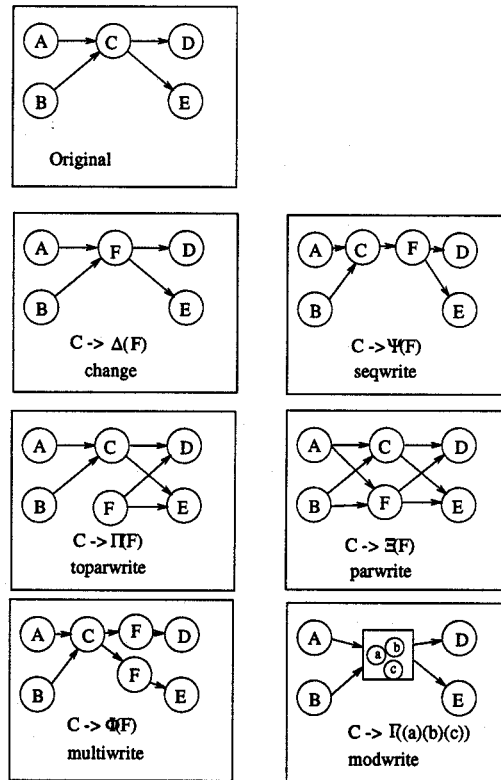 A C D
B E
Original
A F D
B E
C -> Δ(F)
change
A C F D
B E
C -> Ψ(F)
seqwrite
A C D
B F E
C -> Π(F)
toparwrite
A C D
B F E
C -> Ξ(F)
parwrite
A C F D
F
B E
C -> Φ(F)
multiwrite
A D
a b
c
B E
C -> Γ((a)(b)(c))
modwrite